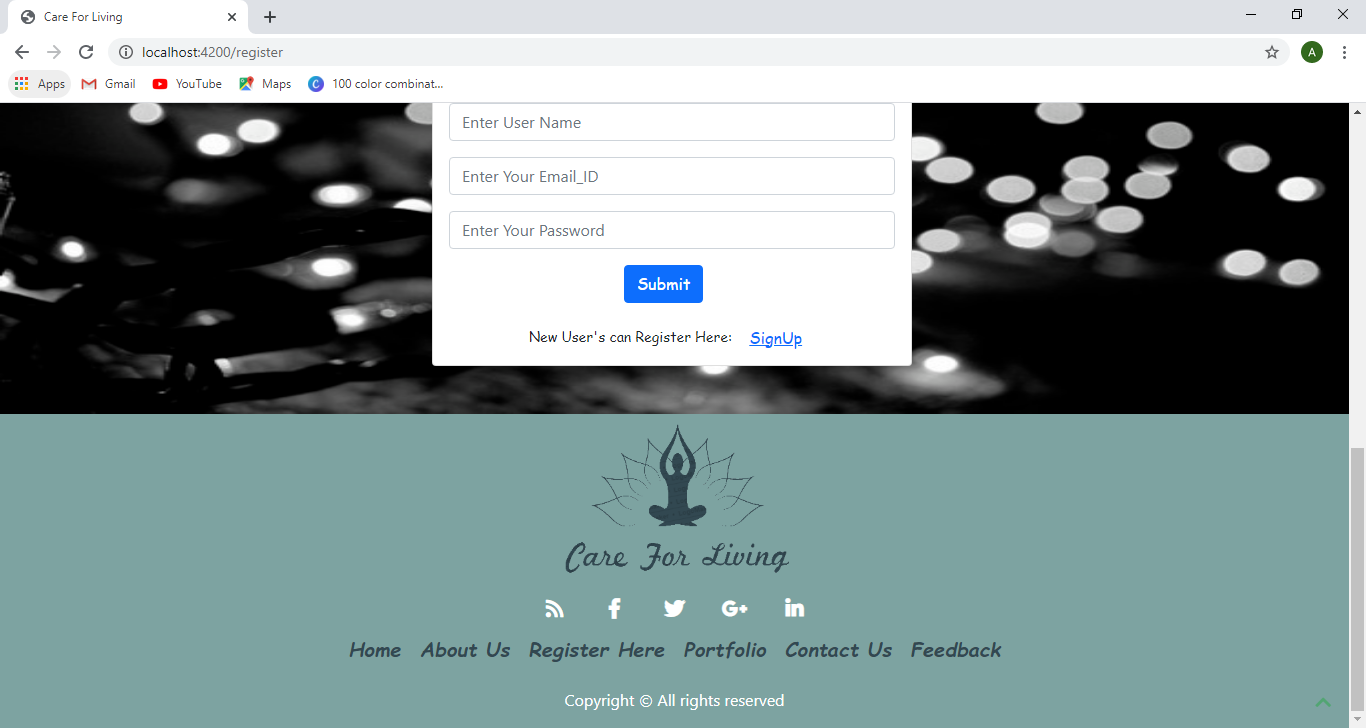 Care For Living
localhost:4200/register
A
Apps Gmail YouTube Maps C 100 color combinat...
Enter User Name
Enter Your Email_ID
Enter Your Password
Submit
New User's can Register Here: SignUp
Care For Living
f G+ in
Home About Us Register Here Portfolio Contact Us Feedback
Copyright © All rights reserved